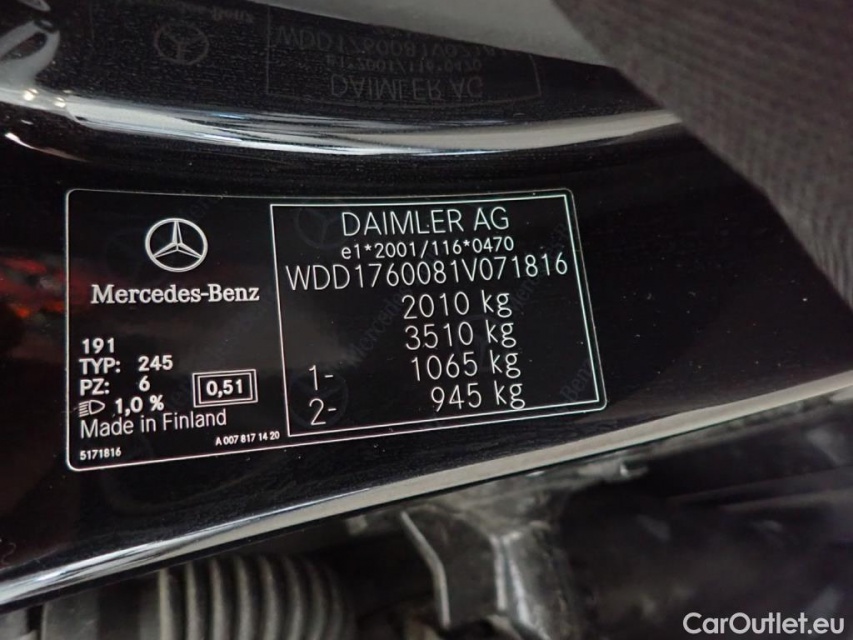 Mercedes-Benz
191
TYP: 245
PZ: 6
0,51
1,0 %
Made in Finland
A 007 817 14 20
5171816
DAIMLER AG
e1*2001/116*0470
WDD1760081V071816
2010 kg
3510 kg
1- 1065 kg
2- 945 kg
CarOutlet.eu